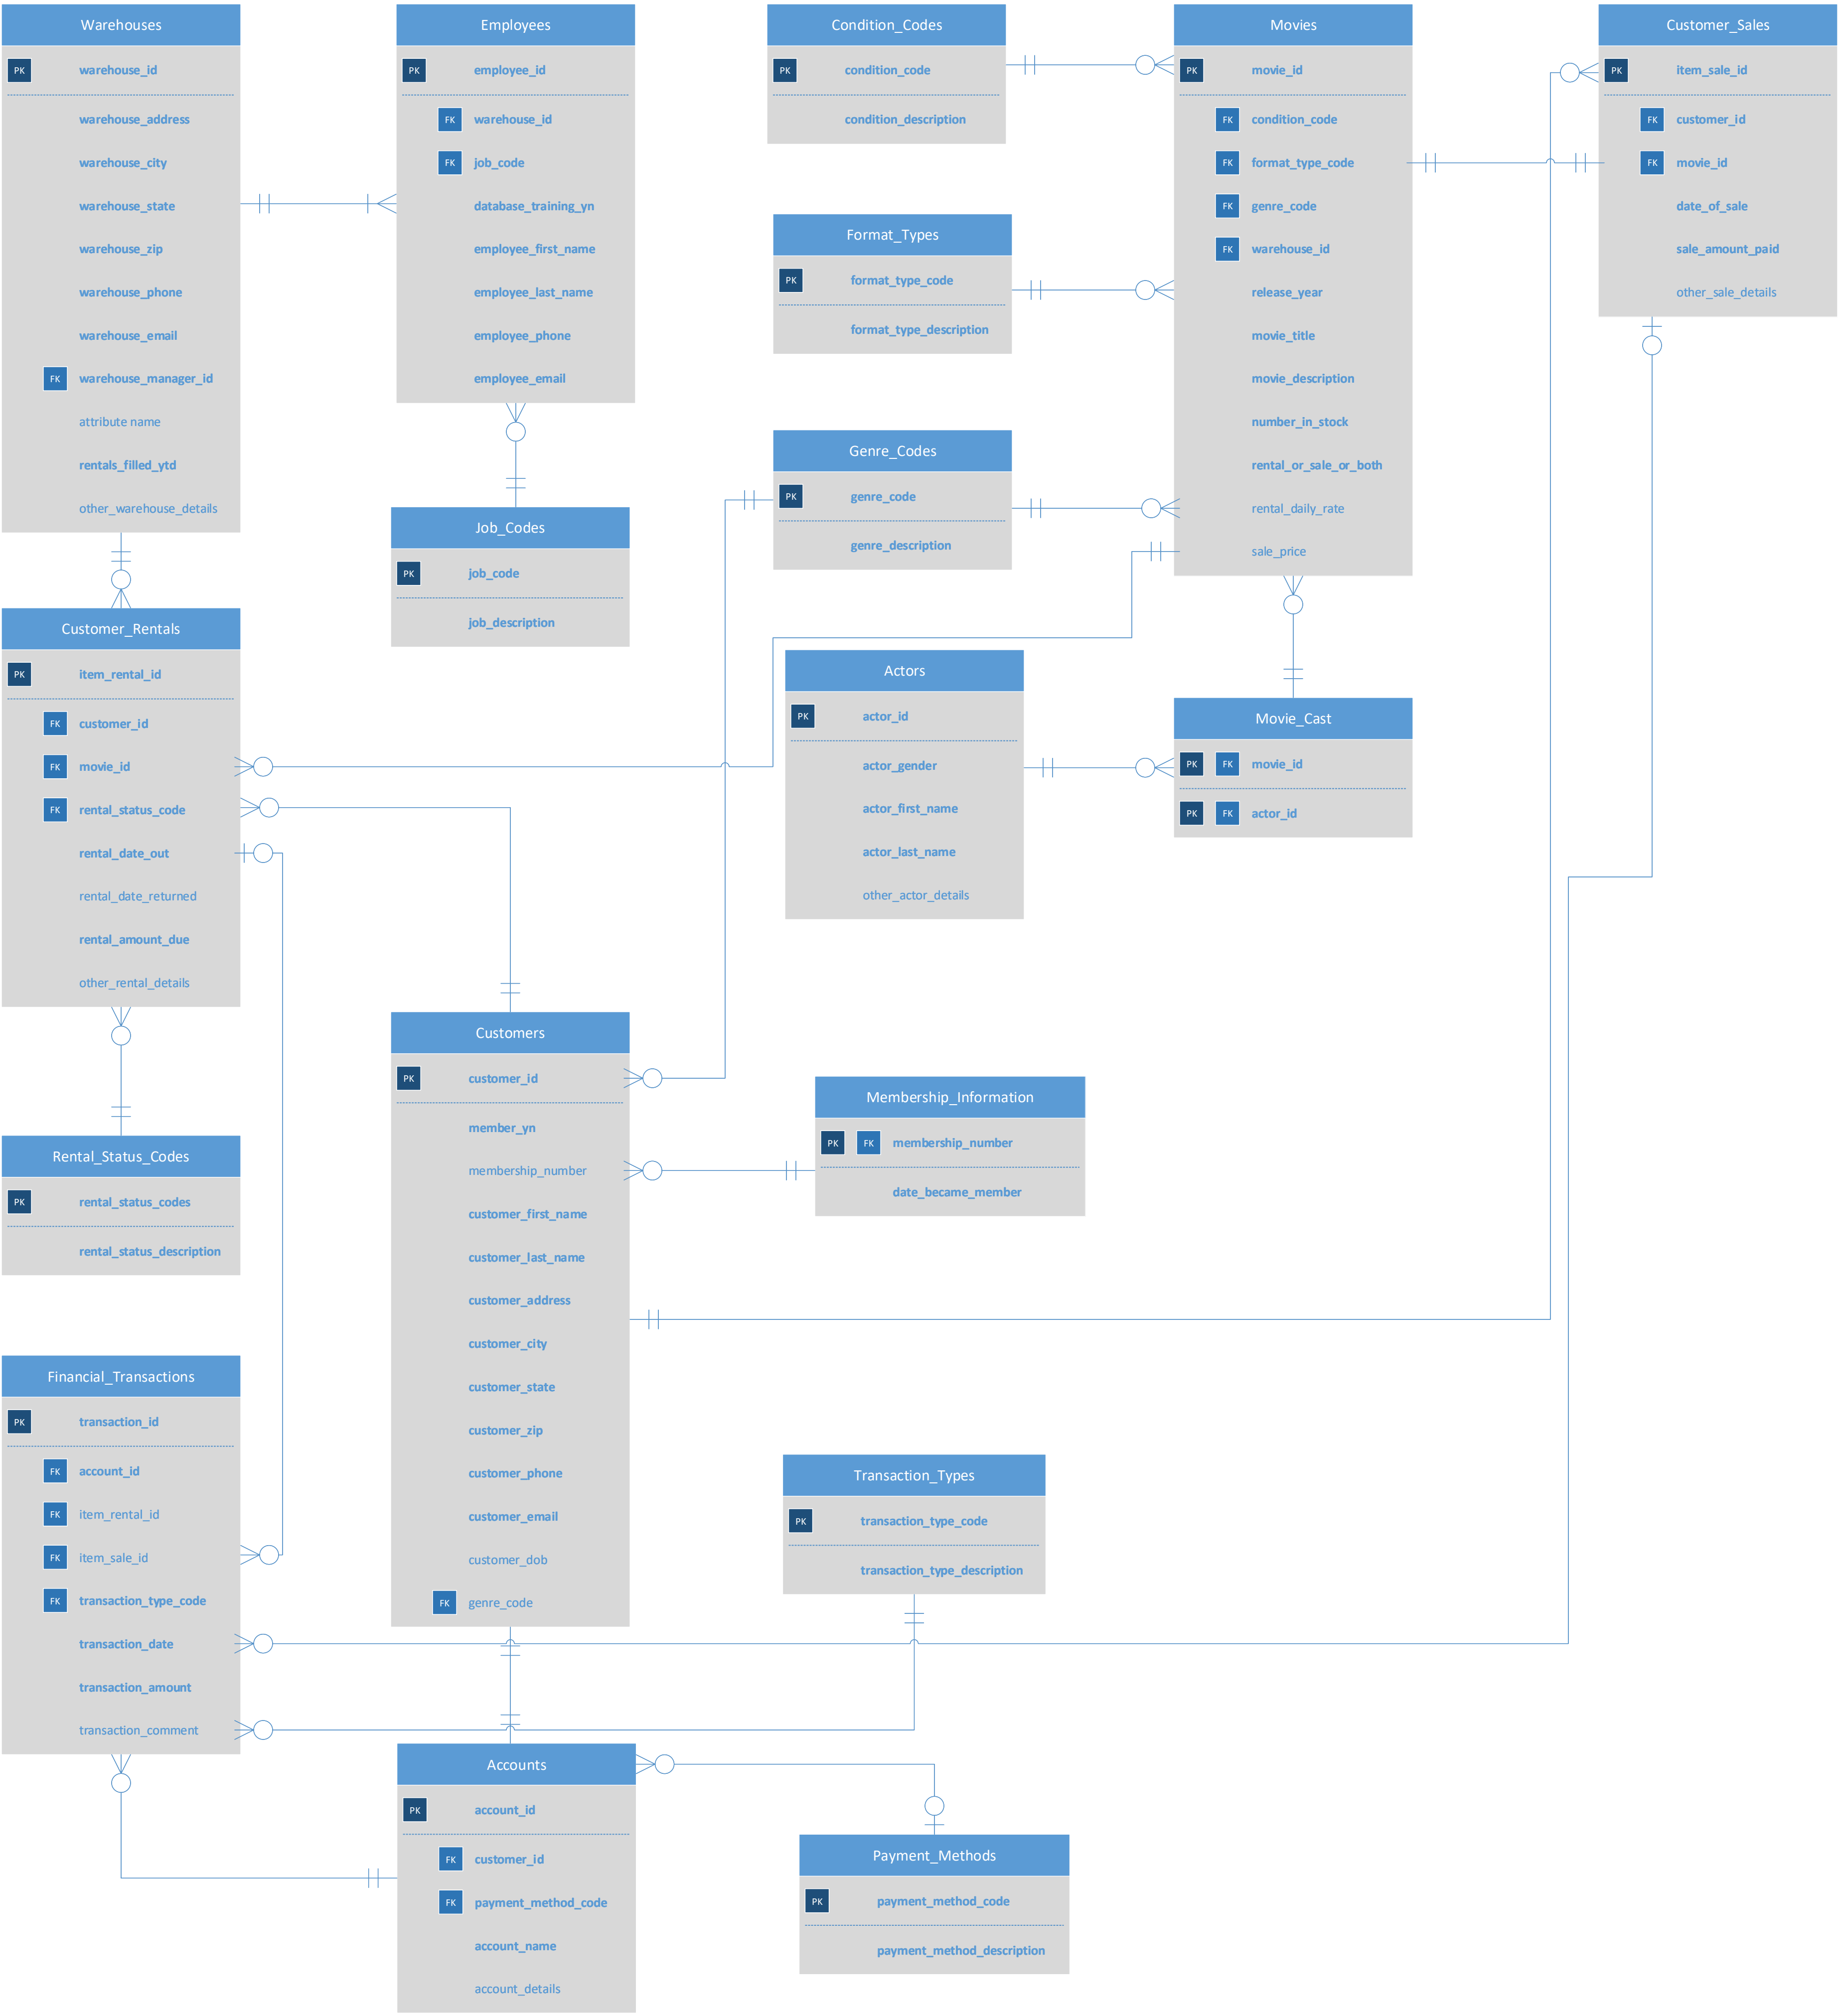 Warehouses
PK warehouse_id
warehouse_address
warehouse_city
warehouse_state
warehouse_zip
warehouse_phone
warehouse_email
FK warehouse_manager_id
attribute name
rentals_filled_ytd
other_warehouse_details
Employees
PK employee_id
FK warehouse_id
FK job_code
database_training_yn
employee_first_name
employee_last_name
employee_phone
employee_email
Condition_Codes
PK condition_code
condition_description
Movies
PK movie_id
FK condition_code
FK format_type_code
FK genre_code
FK warehouse_id
release_year
movie_title
movie_description
number_in_stock
rental_or_sale_or_both
rental_daily_rate
sale_price
Customer_Sales
PK item_sale_id
FK customer_id
FK movie_id
date_of_sale
sale_amount_paid
other_sale_details
Format_Types
PK format_type_code
format_type_description
Genre_Codes
PK genre_code
genre_description
Job_Codes
PK job_code
job_description
Customer_Rentals
PK item_rental_id
FK customer_id
FK movie_id
FK rental_status_code
rental_date_out
rental_date_returned
rental_amount_due
other_rental_details
Actors
PK actor_id
actor_gender
actor_first_name
actor_last_name
other_actor_details
Movie_Cast
PK FK movie_id
PK FK actor_id
Customers
PK customer_id
member_yn
membership_number
customer_first_name
customer_last_name
customer_address
customer_city
customer_state
customer_zip
customer_phone
customer_email
customer_dob
FK genre_code
Membership_Information
PK FK membership_number
date_became_member
Rental_Status_Codes
PK rental_status_codes
rental_status_description
Financial_Transactions
PK transaction_id
FK account_id
FK item_rental_id
FK item_sale_id
FK transaction_type_code
transaction_date
transaction_amount
transaction_comment
Transaction_Types
PK transaction_type_code
transaction_type_description
Accounts
PK account_id
FK customer_id
FK payment_method_code
account_name
account_details
Payment_Methods
PK payment_method_code
payment_method_description